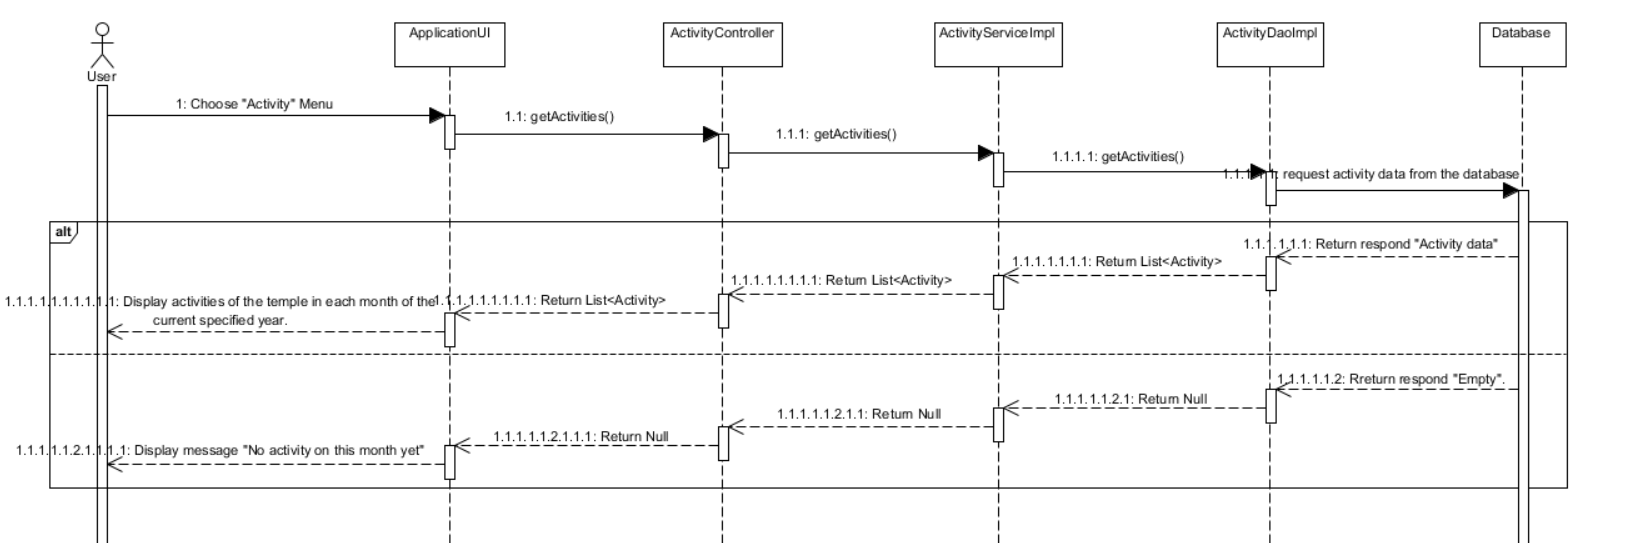 User
ApplicationUI
ActivityController
ActivityServiceImpl
ActivityDaoImpl
Database
1: Choose "Activity" Menu
1.1: getActivities()
1.1.1: getActivities()
1.1.1.1: getActivities()
1.1.1.1.1: request activity data from the database
alt
1.1.1.1.1.1: Return respond "Activity data"
1.1.1.1.1.1.1: Return List<Activity>
1.1.1.1.1.1.1.1: Return List<Activity>
1.1.1.1.1.1.1.1.1: Return List<Activity>
1.1.1.1.1.1.1.1.1.1: Display activities of the temple in each month of the
current specified year.
1.1.1.1.1.2: Rreturn respond "Empty".
1.1.1.1.1.2.1: Return Null
1.1.1.1.1.2.1.1: Return Null
1.1.1.1.1.2.1.1.1: Return Null
1.1.1.1.1.2.1.1.1.1: Display message "No activity on this month yet"